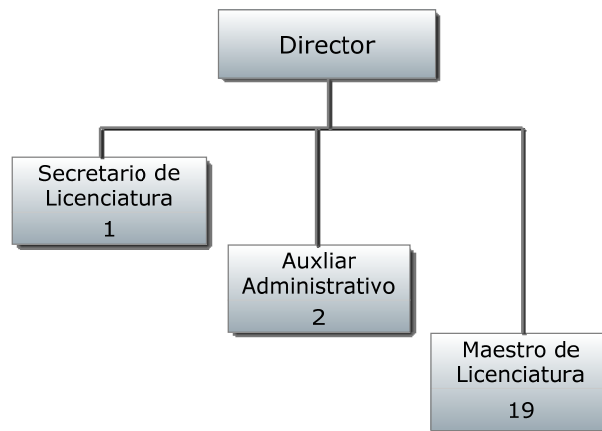 Director
Secretario de
Licenciatura
1
Auxliar
Administrativo
2
Maestro de
Licenciatura
19